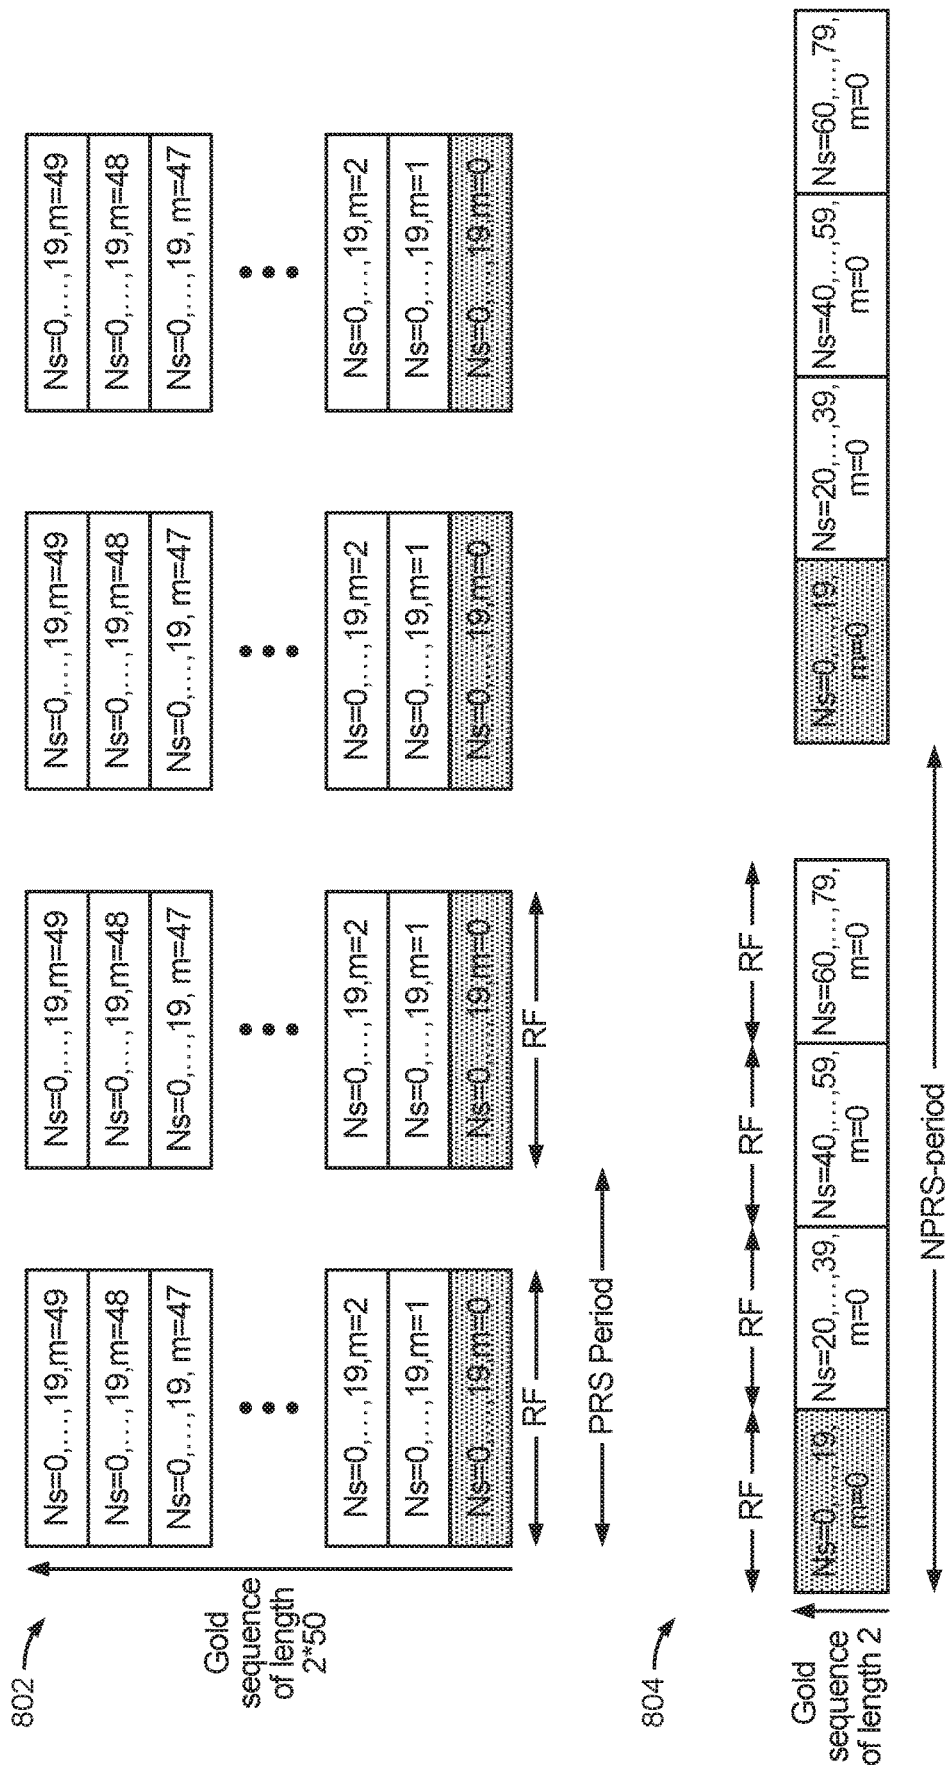 802
Gold
sequence
of length
2*50
Ns=0,...,19,m=49
Ns=0,...,19,m=48
Ns=0,...,19, m=47
Ns=0,...,19,m=2
Ns=0,...,19,m=1
Ns=0,...,19,m=0
RF
PRS Period
Ns=0,...,19,m=49
Ns=0,...,19,m=48
Ns=0,...,19, m=47
Ns=0,...,19,m=2
Ns=0,...,19,m=1
Ns=0,...,19,m=0
RF
Ns=0,...,19,m=49
Ns=0,...,19,m=48
Ns=0,...,19, m=47
Ns=0,...,19,m=2
Ns=0,...,19,m=1
Ns=0,...,19,m=0
Ns=0,...,19,m=49
Ns=0,...,19,m=48
Ns=0,...,19, m=47
Ns=0,...,19,m=2
Ns=0,...,19,m=1
Ns=0,...,19,m=0
804
Gold
sequence
of length 2
RF
RF
RF
RF
Ns=0,...,19,
m=0
Ns=20,...,39,
m=0
Ns=40,...,59,
m=0
Ns=60,...,79,
m=0
NPRS-period
Ns=0,...,19,
m=0
Ns=20,...,39,
m=0
Ns=40,...,59,
m=0
Ns=60,...,79,
m=0